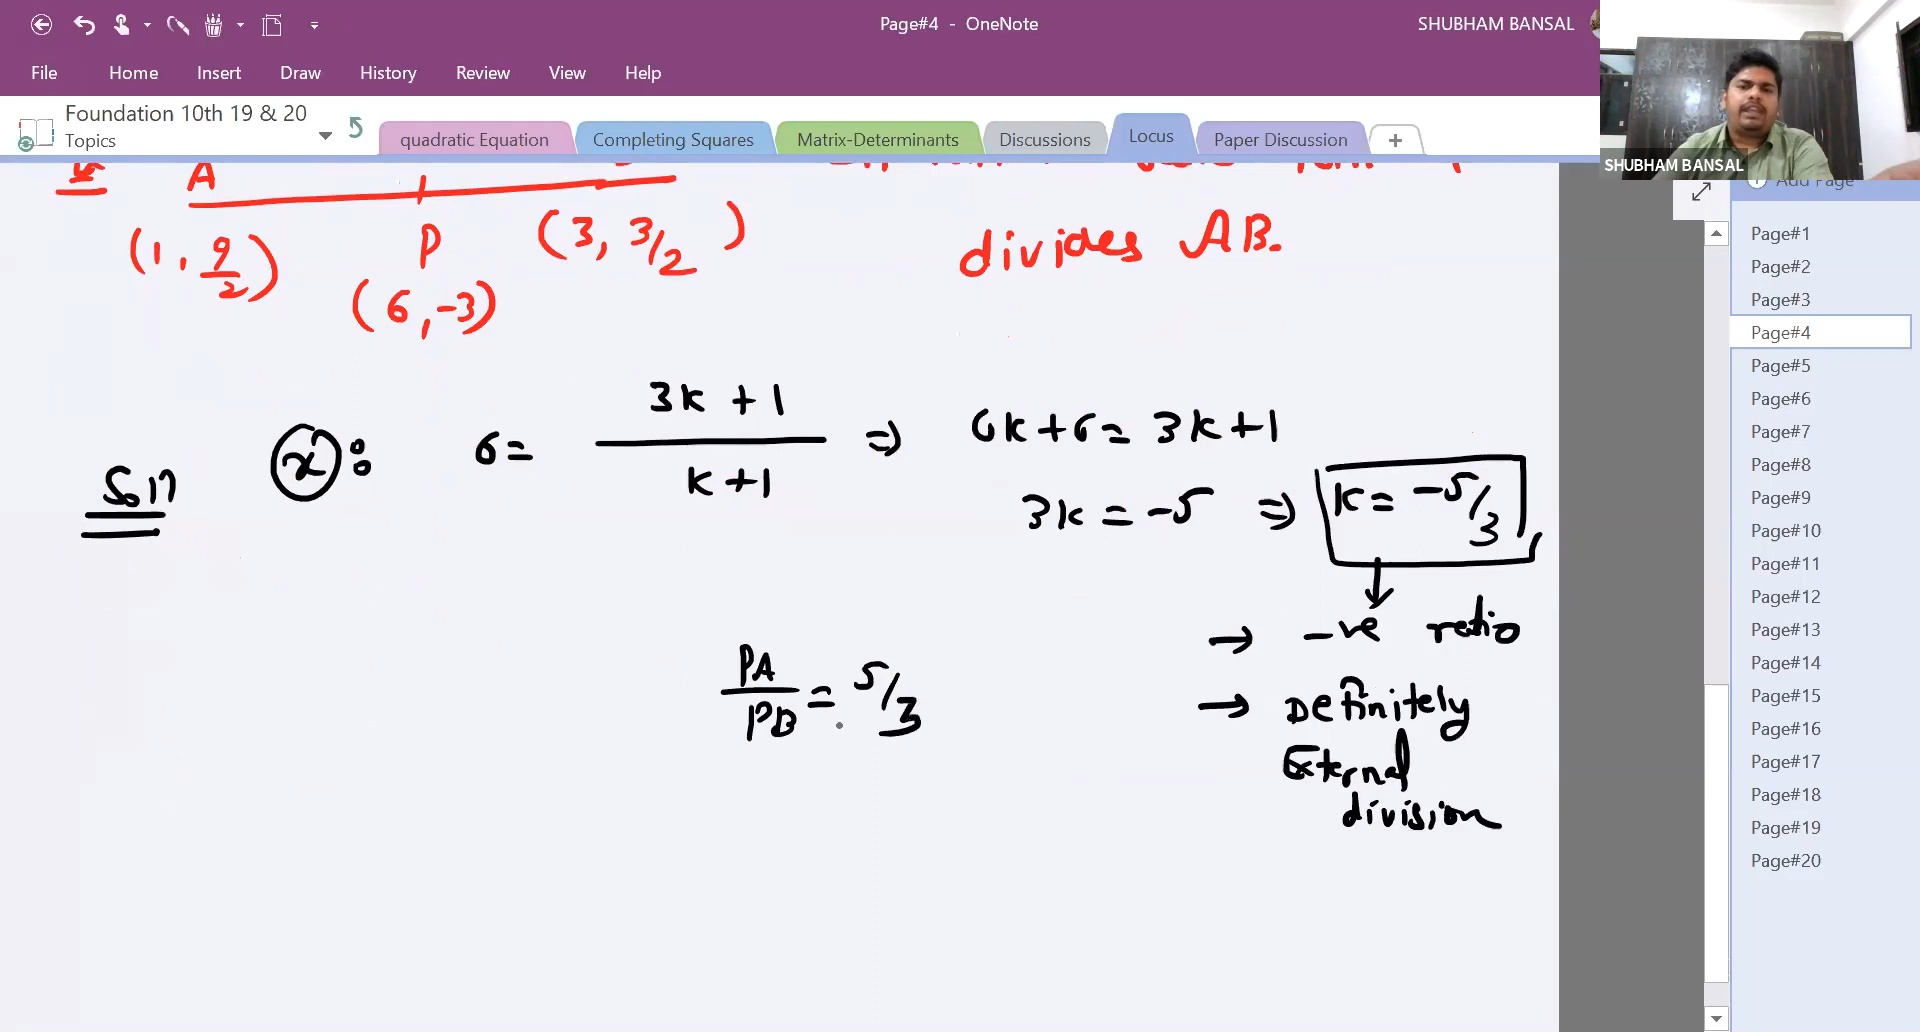 Page#4 - OneNote
SHUBHAM BANSAL
File Home Insert Draw History Review View Help
Foundation 10th 19 & 20
Topics
quadratic Equation Completing Squares Matrix-Determinants Discussions Locus Paper Discussion +
SHUBHAM BANSAL
Add Page
A
divides AB.
(1, 9/2) P (3, 3/2)
(6, -3)
Soln
x: 6 = (3k + 1)/(k + 1) ⇒ 6k + 6 = 3k + 1
3k = -5 ⇒ k = -5/3
→ -ve ratio
PA/PB = 5/3
→ Definitely
External
division
Page#1
Page#2
Page#3
Page#4
Page#5
Page#6
Page#7
Page#8
Page#9
Page#10
Page#11
Page#12
Page#13
Page#14
Page#15
Page#16
Page#17
Page#18
Page#19
Page#20